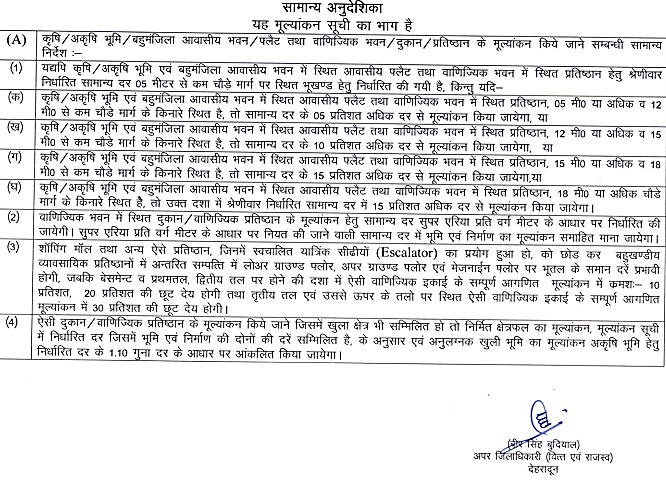 सामान्य अनुदेशिका
यह मूल्यांकन सूची का भाग है
(A) कृषि/अकृषि भूमि/बहुमंजिला आवासीय भवन/फ्लैट तथा वाणिज्यिक भवन/दुकान/प्रतिष्ठान के मूल्यांकन किये जाने सम्बन्धी सामान्य
निर्देश :–
(1) यद्यपि कृषि/अकृषि भूमि एवं बहुमंजिला आवासीय भवन में स्थित आवासीय फ्लैट तथा वाणिज्यिक भवन में स्थित प्रतिष्ठान हेतु श्रेणीवार
निर्धारित सामान्य दर 05 मीटर से कम चौड़े मार्ग पर स्थित भूखण्ड हेतु निर्धारित की गयी है, किन्तु यदि–
(क) कृषि/अकृषि भूमि एवं बहुमंजिला आवासीय भवन में स्थित आवासीय फ्लैट तथा वाणिज्यिक भवन में स्थित प्रतिष्ठान, 05 मी0 या अधिक व 12
मी0 से कम चौड़े मार्ग के किनारे स्थित है, तो सामान्य दर के 05 प्रतिशत अधिक दर से मूल्यांकन किया जायेगा, या
(ख) कृषि/अकृषि भूमि एवं बहुमंजिला आवासीय भवन में स्थित आवासीय फ्लैट तथा वाणिज्यिक भवन में स्थित प्रतिष्ठान, 12 मी0 या अधिक व 15
मी0 से कम चौड़े मार्ग के किनारे स्थित है, तो सामान्य दर के 10 प्रतिशत अधिक दर से मूल्यांकन किया जायेगा, या
(ग) कृषि/अकृषि भूमि एवं बहुमंजिला आवासीय भवन में स्थित आवासीय फ्लैट तथा वाणिज्यिक भवन में स्थित प्रतिष्ठान, 15 मी0 या अधिक व 18
मी0 से कम चौड़े मार्ग के किनारे स्थित है, तो सामान्य दर के 15 प्रतिशत अधिक दर से मूल्यांकन किया जायेगा,या
(घ) कृषि/अकृषि भूमि एवं बहुमंजिला आवासीय भवन में स्थित आवासीय फ्लैट तथा वाणिज्यिक भवन में स्थित प्रतिष्ठान, 18 मी0 या अधिक चौड़े
मार्ग के किनारे स्थित है, तो उक्त दशा में श्रेणीवार निर्धारित सामान्य दर में 15 प्रतिशत अधिक दर से मूल्यांकन किया जायेगा।
(2) वाणिज्यिक भवन में स्थित दुकान/वाणिज्यिक प्रतिष्ठान के मूल्यांकन हेतु सामान्य दर सुपर एरिया प्रति वर्ग मीटर के आधार पर निर्धारित की
जायेगी। सुपर एरिया प्रति वर्ग मीटर के आधार पर नियत की जाने वाली सामान्य दर में भूमि एवं निर्माण का मूल्यांकन समाहित माना जायेगा।
(3) शॉपिंग मॉल तथा अन्य ऐसे प्रतिष्ठान, जिनमें स्वचालित यात्रिक सीढीयों (Escalator) का प्रयोग हुआ हो, को छोड़ कर बहुखण्डीय
व्यावसायिक प्रतिष्ठानों में अन्तरित सम्पत्ति में लोअर ग्राउण्ड फ्लोर, अपर ग्राउण्ड फ्लोर एवं मेजनाईन फ्लोर पर भूतल के समान दरें प्रभावी
होगी, जबकि बेसमेन्ट व प्रथमतल, द्वितीय तल पर होने की दशा में ऐसी वाणिज्यिक इकाई के सम्पूर्ण आगणित मूल्यांकन में कमशः– 10
प्रतिशत, 20 प्रतिशत की छूट देय होगी तथा तृतीय तल एवं उससे ऊपर के तलो पर स्थित ऐसी वाणिज्यिक इकाई के सम्पूर्ण आगणित
मूल्यांकन में 30 प्रतिशत की छूट देय होगी।
(4) ऐसी दुकान/वाणिज्यिक प्रतिष्ठान के मूल्यांकन किये जाने जिसमें खुला क्षेत्र भी सम्मिलित हो तो निर्मित क्षेत्रफल का मूल्यांकन, मूल्यांकन सूची
में निर्धारित दर जिसमें भूमि एवं निर्माण की दोनों की दरें सम्मिलित है, के अनुसार एवं अनुलग्नक खुली भूमि का मूल्यांकन अकृषि भूमि हेतु
निर्धारित दर के 1.10 गुना दर के आधार पर आंकलित किया जायेगा।
(वीर सिंह बुदियाल)
अपर जिलाधिकारी (वित्त एवं राजस्व)
देहरादून